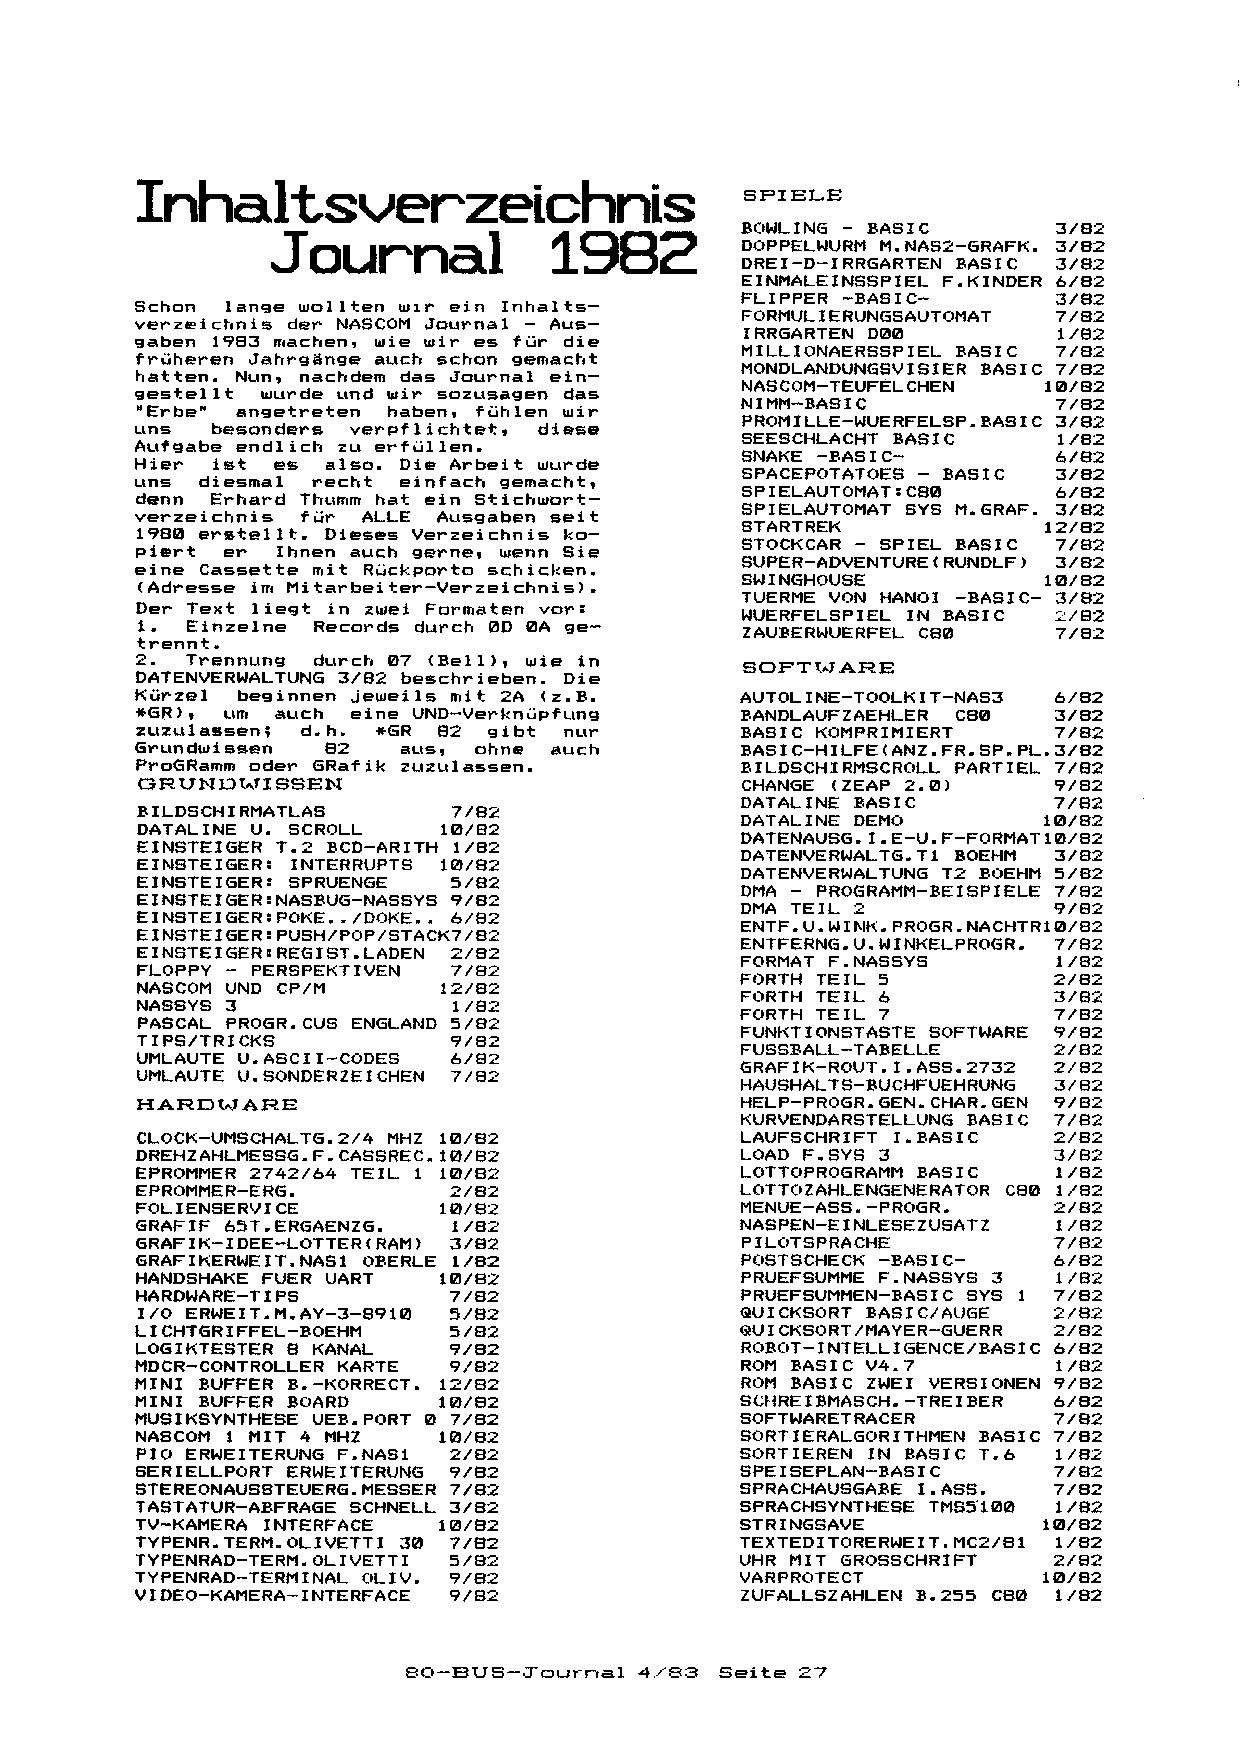 Inhaltsverzeichnis
Journal 1982
Schon lange wollten wir ein Inhalts-
verzeichnis der NASCOM Journal - Aus-
gaben 1983 machen, wie wir es für die
früheren Jahrgänge auch schon gemacht
hatten. Nun, nachdem das Journal ein-
gestellt wurde und wir sozusagen das
"Erbe" angetreten haben, fühlen wir
uns besonders verpflichtet, diese
Aufgabe endlich zu erfüllen.
Hier ist es also. Die Arbeit wurde
uns diesmal recht einfach gemacht,
denn Erhard Thumm hat ein Stichwort-
verzeichnis für ALLE Ausgaben seit
1980 erstellt. Dieses Verzeichnis ko-
piert er Ihnen auch gerne, wenn Sie
eine Cassette mit Rückporto schicken.
(Adresse im Mitarbeiter-Verzeichnis).
Der Text liegt in zwei Formaten vor:
1. Einzelne Records durch 0D 0A ge-
trennt.
2. Trennung durch 07 (Bell), wie in
DATENVERWALTUNG 3/82 beschrieben. Die
Kürzel beginnen jeweils mit 2A (z.B.
*GR), um auch eine UND-Verknüpfung
zuzulassen; d.h. *GR 82 gibt nur
Grundwissen 82 aus, ohne auch
ProGRamm oder GRafik zuzulassen.
GRUNDWISSEN
BILDSCHIRMATLAS 7/82
DATALINE U. SCROLL 10/82
EINSTEIGER T.2 BCD-ARITH 1/82
EINSTEIGER: INTERRUPTS 10/82
EINSTEIGER: SPRUENGE 5/82
EINSTEIGER:NASBUG-NASSYS 9/82
EINSTEIGER:POKE../DOKE.. 6/82
EINSTEIGER:PUSH/POP/STACK7/82
EINSTEIGER:REGIST.LADEN 2/82
FLOPPY - PERSPEKTIVEN 7/82
NASCOM UND CP/M 12/82
NASSYS 3 1/82
PASCAL PROGR.CUS ENGLAND 5/82
TIPS/TRICKS 9/82
UMLAUTE U.ASCII-CODES 6/82
UMLAUTE U.SONDERZEICHEN 7/82
HARDWARE
CLOCK-UMSCHALTG.2/4 MHZ 10/82
DREHZAHLMESSG.F.CASSREC.10/82
EPROMMER 2742/64 TEIL 1 10/82
EPROMMER-ERG. 2/82
FOLIENSERVICE 10/82
GRAFIF 65T.ERGAENZG. 1/82
GRAFIK-IDEE-LOTTER(RAM) 3/82
GRAFIKERWEIT.NAS1 OBERLE 1/82
HANDSHAKE FUER UART 10/82
HARDWARE-TIPS 7/82
I/O ERWEIT.M.AY-3-8910 5/82
LICHTGRIFFEL-BOEHM 5/82
LOGIKTESTER 8 KANAL 9/82
MDCR-CONTROLLER KARTE 9/82
MINI BUFFER B.-KORRECT. 12/82
MINI BUFFER BOARD 10/82
MUSIKSYNTHESE UEB.PORT 0 7/82
NASCOM 1 MIT 4 MHZ 10/82
PIO ERWEITERUNG F.NAS1 2/82
SERIELLPORT ERWEITERUNG 9/82
STEREONAUSSTEUERG.MESSER 7/82
TASTATUR-ABFRAGE SCHNELL 3/82
TV-KAMERA INTERFACE 10/82
TYPENR.TERM.OLIVETTI 30 7/82
TYPENRAD-TERM.OLIVETTI 5/82
TYPENRAD-TERMINAL OLIV. 9/82
VIDEO-KAMERA-INTERFACE 9/82
SPIELE
BOWLING - BASIC 3/82
DOPPELWURM M.NAS2-GRAFK. 3/82
DREI-D-IRRGARTEN BASIC 3/82
EINMALEINSSPIEL F.KINDER 6/82
FLIPPER -BASIC- 3/82
FORMULIERUNGSAUTOMAT 7/82
IRRGARTEN D00 1/82
MILLIONAERSSPIEL BASIC 7/82
MONDLANDUNGSVISIER BASIC 7/82
NASCOM-TEUFELCHEN 10/82
NIMM-BASIC 7/82
PROMILLE-WUERFELSP.BASIC 3/82
SEESCHLACHT BASIC 1/82
SNAKE -BASIC- 6/82
SPACEPOTATOES - BASIC 3/82
SPIELAUTOMAT:C80 6/82
SPIELAUTOMAT SYS M.GRAF. 3/82
STARTREK 12/82
STOCKCAR - SPIEL BASIC 7/82
SUPER-ADVENTURE(RUNDLF) 3/82
SWINGHOUSE 10/82
TUERME VON HANOI -BASIC- 3/82
WUERFELSPIEL IN BASIC 2/82
ZAUBERWUERFEL C80 7/82
SOFTWARE
AUTOLINE-TOOLKIT-NAS3 6/82
BANDLAUFZAEHLER C80 3/82
BASIC KOMPRIMIERT 7/82
BASIC-HILFE(ANZ.FR.SP.PL.3/82
BILDSCHIRMSCROLL PARTIEL 7/82
CHANGE (ZEAP 2.0) 9/82
DATALINE BASIC 7/82
DATALINE DEMO 10/82
DATENAUSG.I.E-U.F-FORMAT10/82
DATENVERWALTG.T1 BOEHM 3/82
DATENVERWALTUNG T2 BOEHM 5/82
DMA - PROGRAMM-BEISPIELE 7/82
DMA TEIL 2 9/82
ENTF.U.WINK.PROGR.NACHTR10/82
ENTFERNG.U.WINKELPROGR. 7/82
FORMAT F.NASSYS 1/82
FORTH TEIL 5 2/82
FORTH TEIL 6 3/82
FORTH TEIL 7 7/82
FUNKTIONSTASTE SOFTWARE 9/82
FUSSBALL-TABELLE 2/82
GRAFIK-ROUT.I.ASS.2732 2/82
HAUSHALTS-BUCHFUEHRUNG 3/82
HELP-PROGR.GEN.CHAR.GEN 9/82
KURVENDARSTELLUNG BASIC 7/82
LAUFSCHRIFT I.BASIC 2/82
LOAD F.SYS 3 3/82
LOTTOPROGRAMM BASIC 1/82
LOTTOZAHLENGENERATOR C80 1/82
MENUE-ASS.-PROGR. 2/82
NASPEN-EINLESEZUSATZ 1/82
PILOTSPRACHE 7/82
POSTSCHECK -BASIC- 6/82
PRUEFSUMME F.NASSYS 3 1/82
PRUEFSUMMEN-BASIC SYS 1 7/82
QUICKSORT BASIC/AUGE 2/82
QUICKSORT/MAYER-GUERR 2/82
ROBOT-INTELLIGENCE/BASIC 6/82
ROM BASIC V4.7 1/82
ROM BASIC ZWEI VERSIONEN 9/82
SCHREIBMASCH.-TREIBER 6/82
SOFTWARETRACER 7/82
SORTIERALGORITHMEN BASIC 7/82
SORTIEREN IN BASIC T.6 1/82
SPEISEPLAN-BASIC 7/82
SPRACHAUSGABE I.ASS. 7/82
SPRACHSYNTHESE TMS5100 1/82
STRINGSAVE 10/82
TEXTEDITORERWEIT.MC2/81 1/82
UHR MIT GROSSCHRIFT 2/82
VARPROTECT 10/82
ZUFALLSZAHLEN B.255 C80 1/82
80-BUS-Journal 4/83 Seite 27